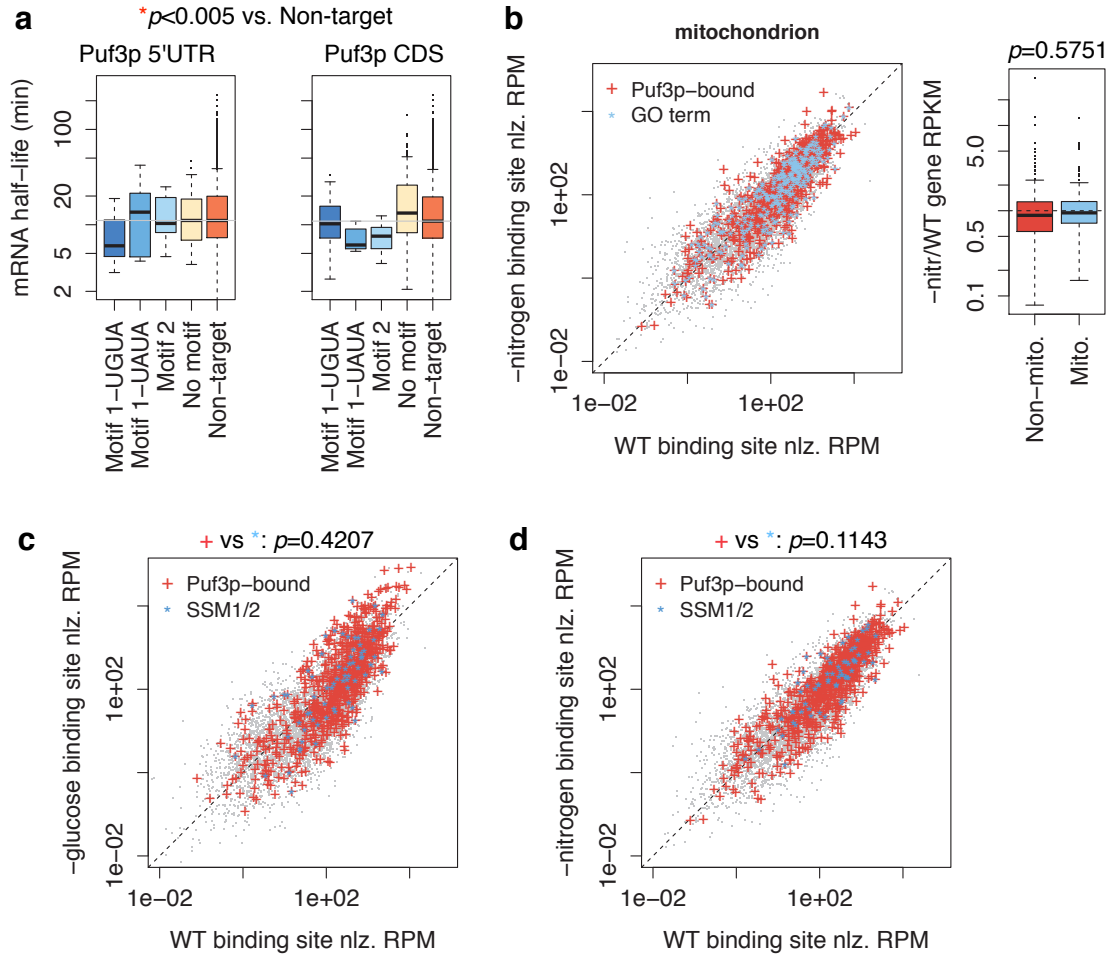 a
*p<0.005 vs. Non-target
Puf3p 5'UTR
Puf3p CDS
mRNA half−life (min)
100
20
5
2
Motif 1−UGUA
Motif 1−UAUA
Motif 2
No motif
Non−target
Motif 1−UGUA
Motif 1−UAUA
Motif 2
No motif
Non−target
b
mitochondrion
+ Puf3p−bound
* GO term
−nitrogen binding site nlz. RPM
1e+02
1e−02
1e−02
1e+02
WT binding site nlz. RPM
p=0.5751
−nitr/WT gene RPKM
5.0
0.5
0.1
Non−mito.
Mito.
c
+ vs *: p=0.4207
+ Puf3p−bound
* SSM1/2
−glucose binding site nlz. RPM
1e+02
1e−02
1e−02
1e+02
WT binding site nlz. RPM
d
+ vs *: p=0.1143
+ Puf3p−bound
* SSM1/2
−nitrogen binding site nlz. RPM
1e+02
1e−02
1e−02
1e+02
WT binding site nlz. RPM